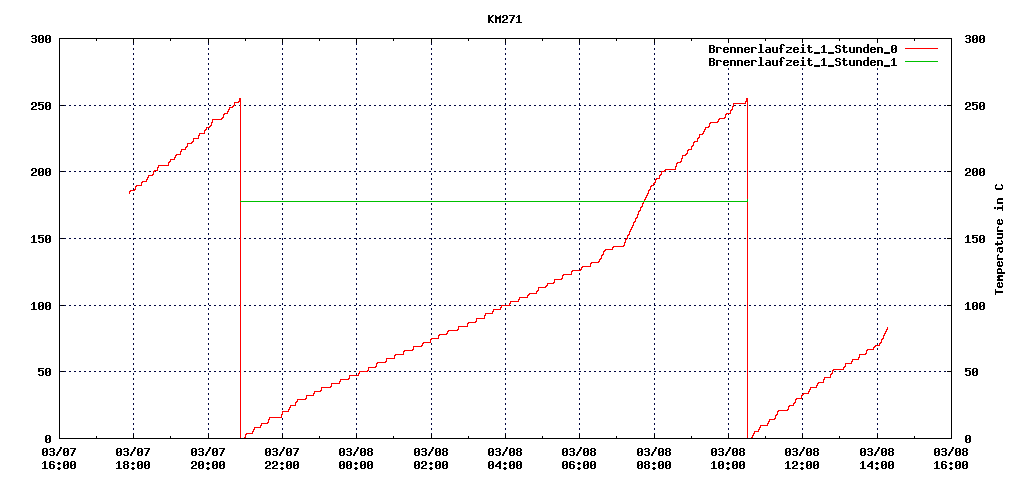 KM271
300 300
Brennerlaufzeit_1_Stunden_0
Brennerlaufzeit_1_Stunden_1
250 250
200 200
150 150
100 100
50 50
0 0
Temperature in C
03/07 03/07 03/07 03/07 03/08 03/08 03/08 03/08 03/08 03/08 03/08 03/08 03/08
16:00 18:00 20:00 22:00 00:00 02:00 04:00 06:00 08:00 10:00 12:00 14:00 16:00